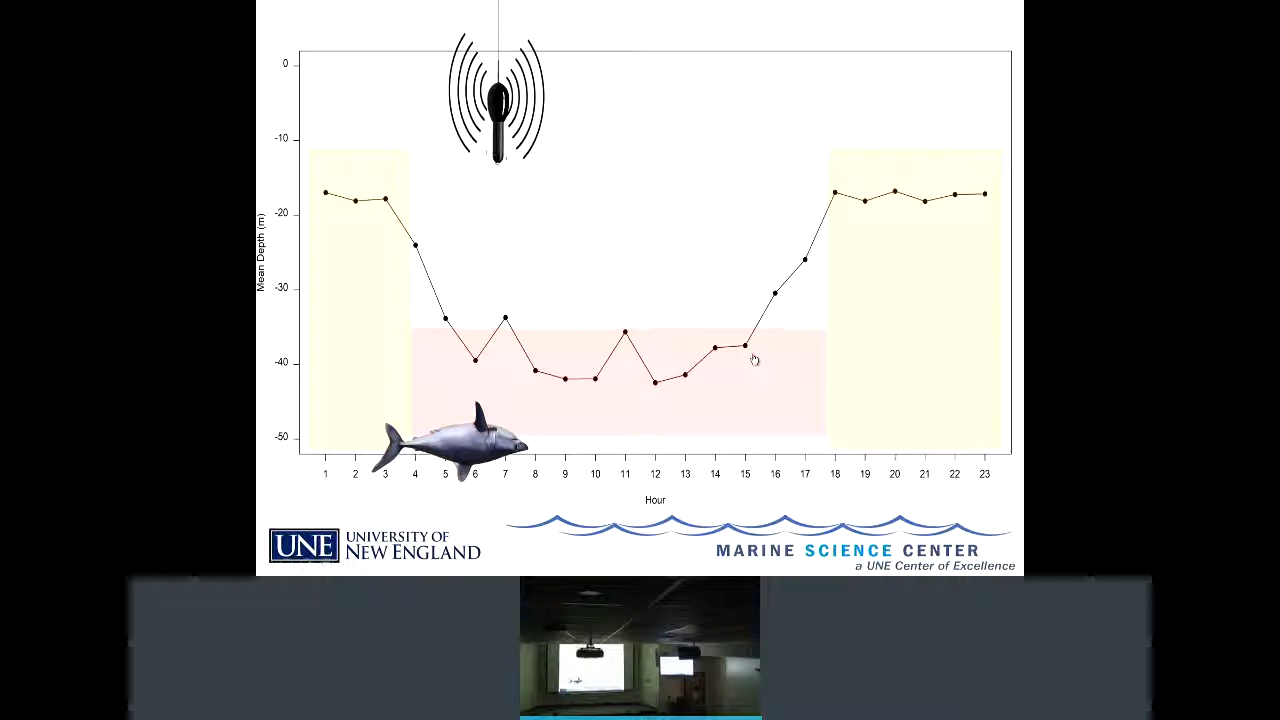 0
-10
-20
-30
-40
-50
Mean Depth (m)
1 2 3 4 5 6 7 8 9 10 11 12 13 14 15 16 17 18 19 20 21 22 23
Hour
UNE UNIVERSITY OF
NEW ENGLAND
MARINE SCIENCE CENTER
a UNE Center of Excellence